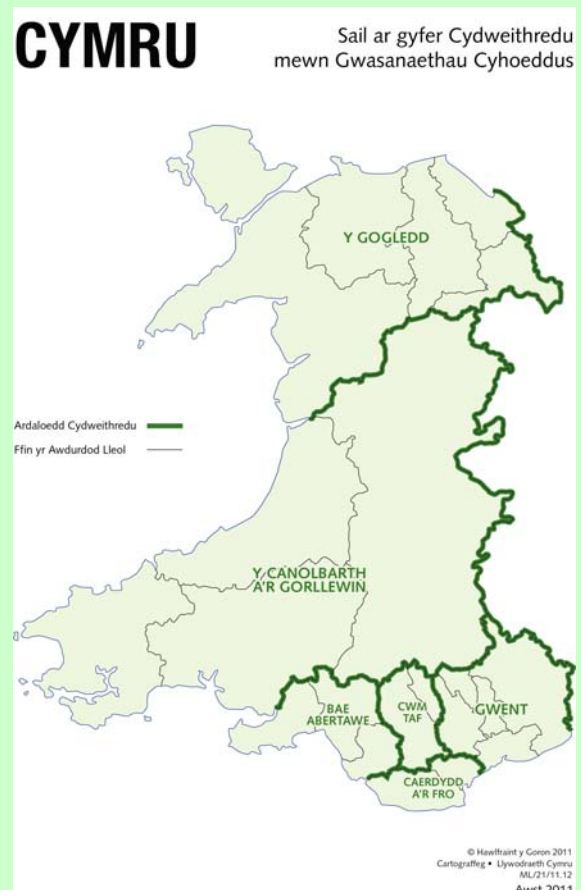 CYMRU
Sail ar gyfer Cydweithredu
mewn Gwasanaethau Cyhoeddus
Y GOGLEDD
Ardaloedd Cydweithredu
Ffin yr Awdurdod Lleol
Y CANOLBARTH
A'R GORLLEWIN
BAE
ABERTAWE
CWM
TAF
GWENT
CAERDYDD
A'R FRO
© Hawlfraint y Goron 2011
Cartograffeg • Llywodraeth Cymru
ML/21/11.12
Awst 2011